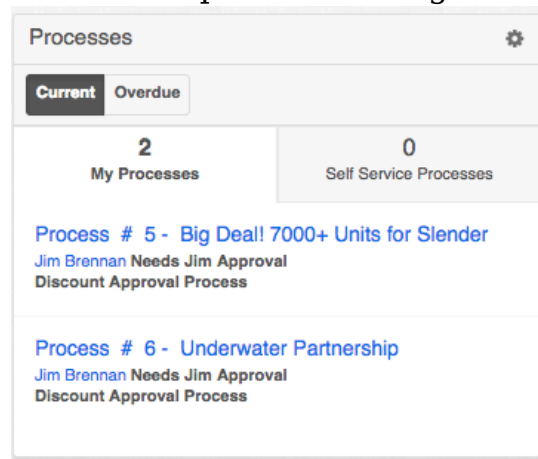 Processes
Current Overdue
2 0
My Processes Self Service Processes
Process # 5 - Big Deal! 7000+ Units for Slender
Jim Brennan Needs Jim Approval
Discount Approval Process
Process # 6 - Underwater Partnership
Jim Brennan Needs Jim Approval
Discount Approval Process